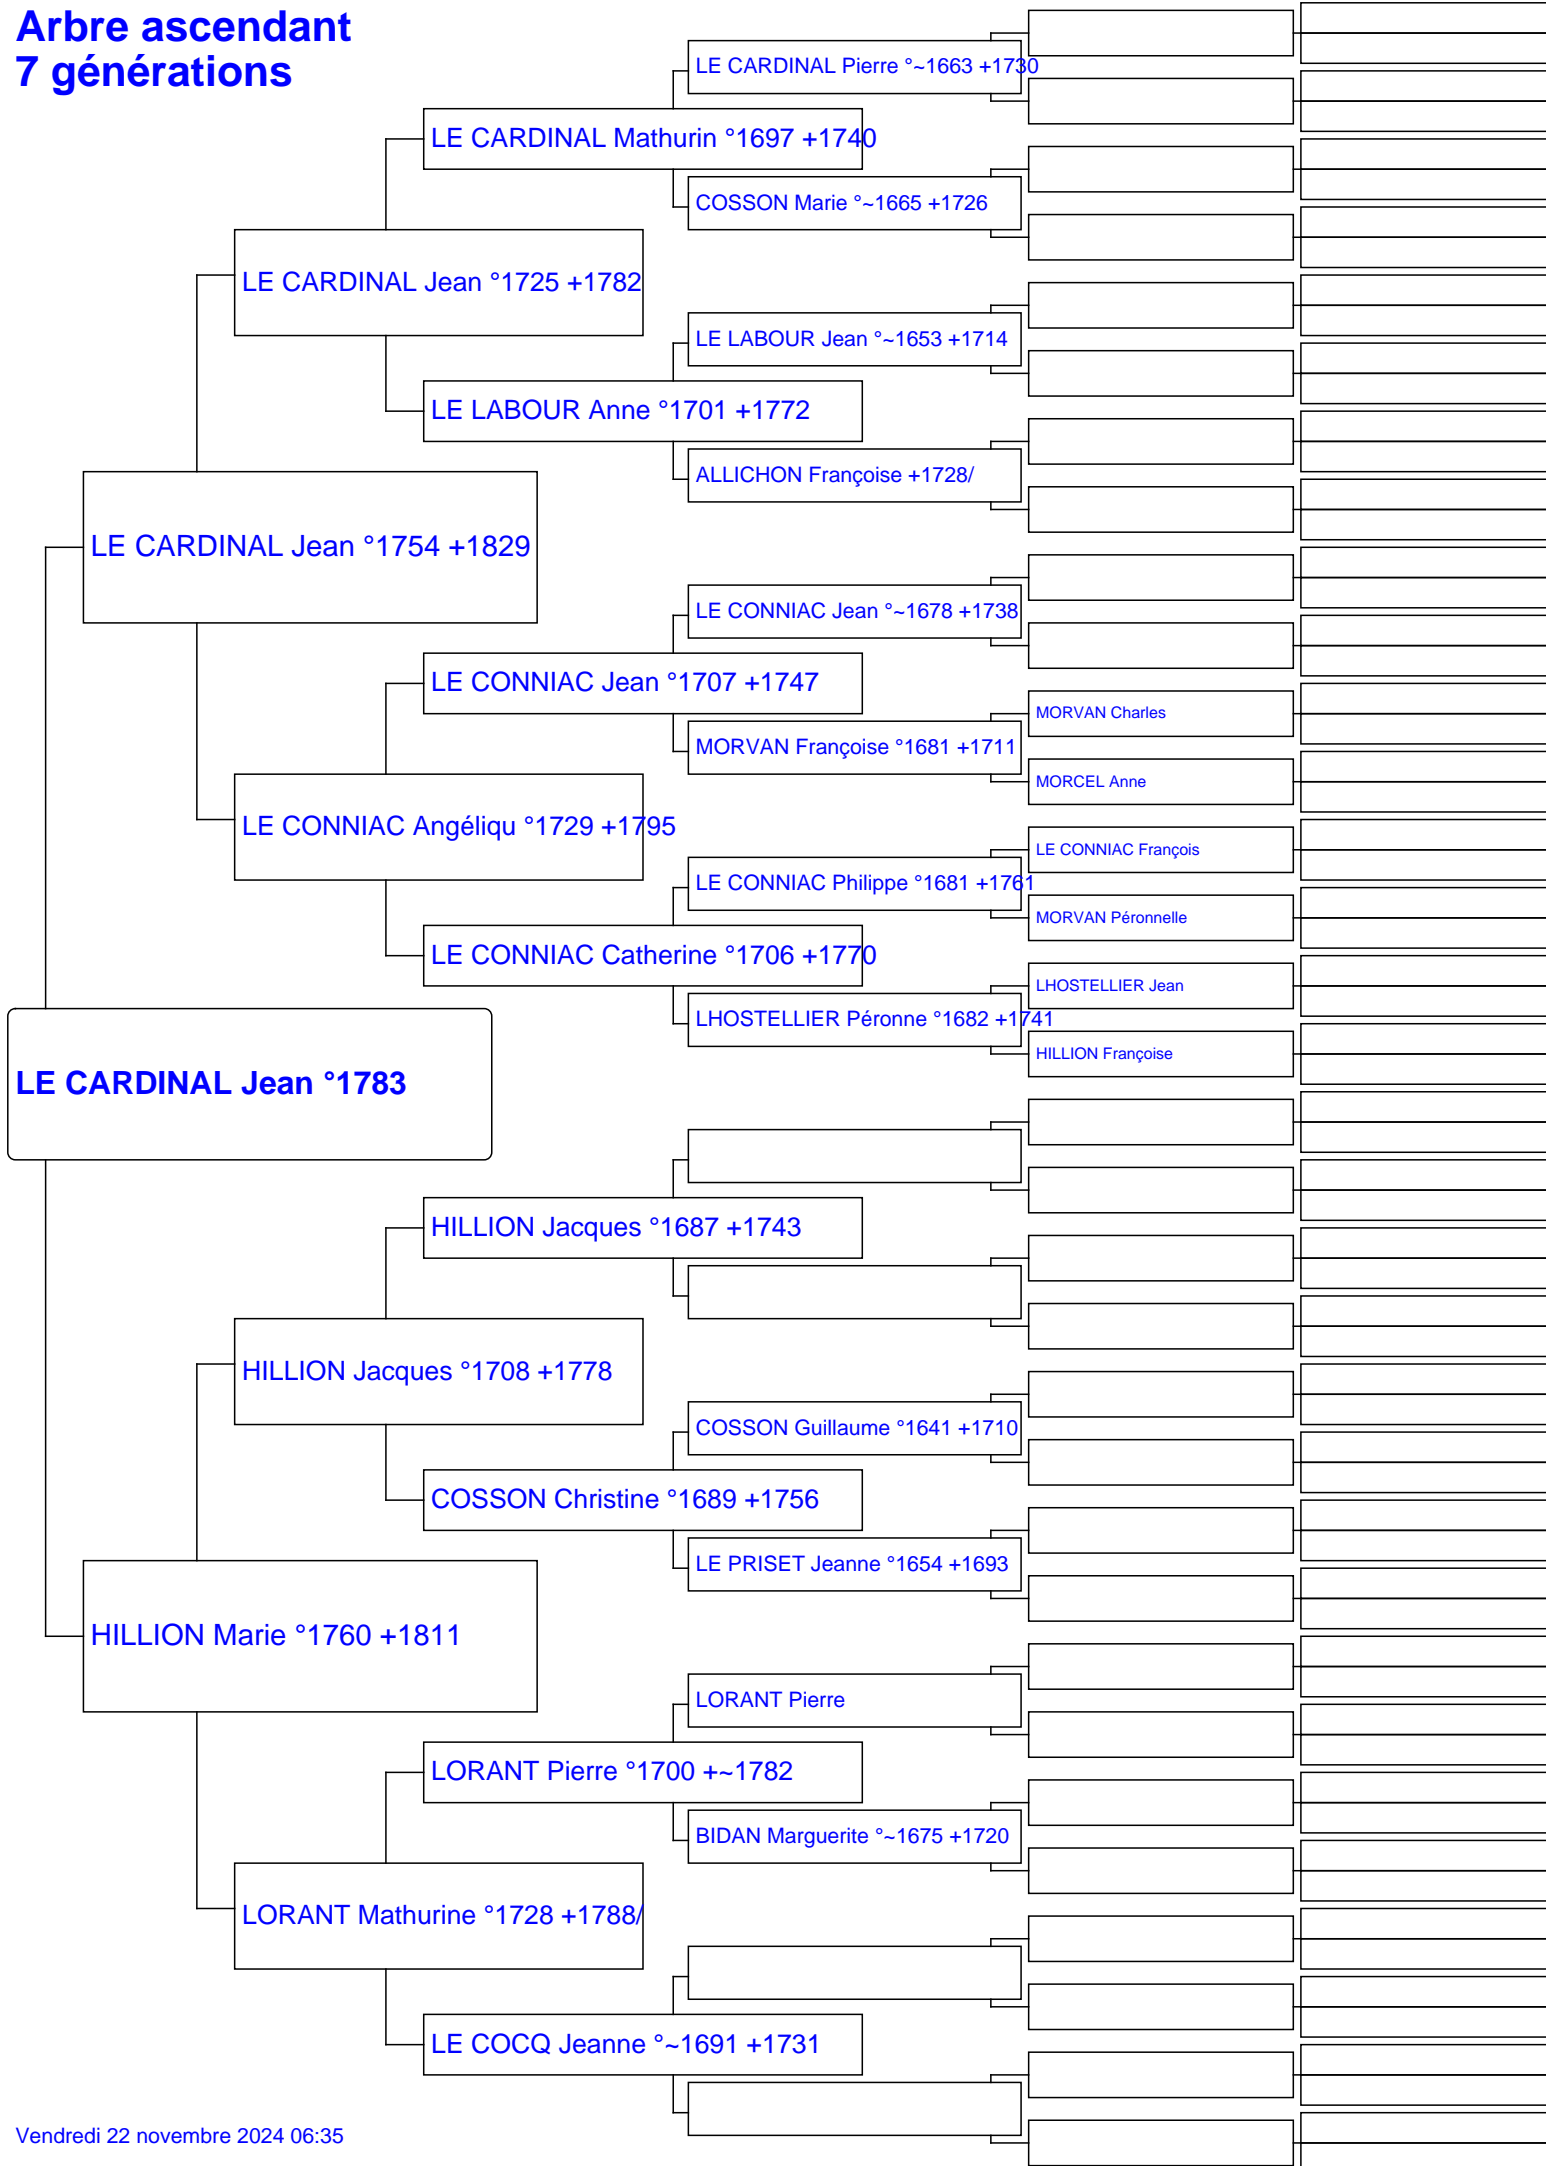 Arbre ascendant
7 générations
LE CARDINAL Pierre °~1663 +1730
LE CARDINAL Mathurin °1697 +1740
COSSON Marie °~1665 +1726
LE CARDINAL Jean °1725 +1782
LE LABOUR Jean °~1653 +1714
LE LABOUR Anne °1701 +1772
ALLICHON Françoise +1728/
LE CARDINAL Jean °1754 +1829
LE CONNIAC Jean °~1678 +1738
LE CONNIAC Jean °1707 +1747
MORVAN Charles
MORVAN Françoise °1681 +1711
MORCEL Anne
LE CONNIAC Angéliqu °1729 +1795
LE CONNIAC François
LE CONNIAC Philippe °1681 +1761
MORVAN Péronnelle
LE CONNIAC Catherine °1706 +1770
LHOSTELLIER Jean
LHOSTELLIER Péronne °1682 +1741
HILLION Françoise
LE CARDINAL Jean °1783
HILLION Jacques °1687 +1743
HILLION Jacques °1708 +1778
COSSON Guillaume °1641 +1710
COSSON Christine °1689 +1756
LE PRISET Jeanne °1654 +1693
HILLION Marie °1760 +1811
LORANT Pierre
LORANT Pierre °1700 +~1782
BIDAN Marguerite °~1675 +1720
LORANT Mathurine °1728 +1788/
LE COCQ Jeanne °~1691 +1731
Vendredi 22 novembre 2024 06:35